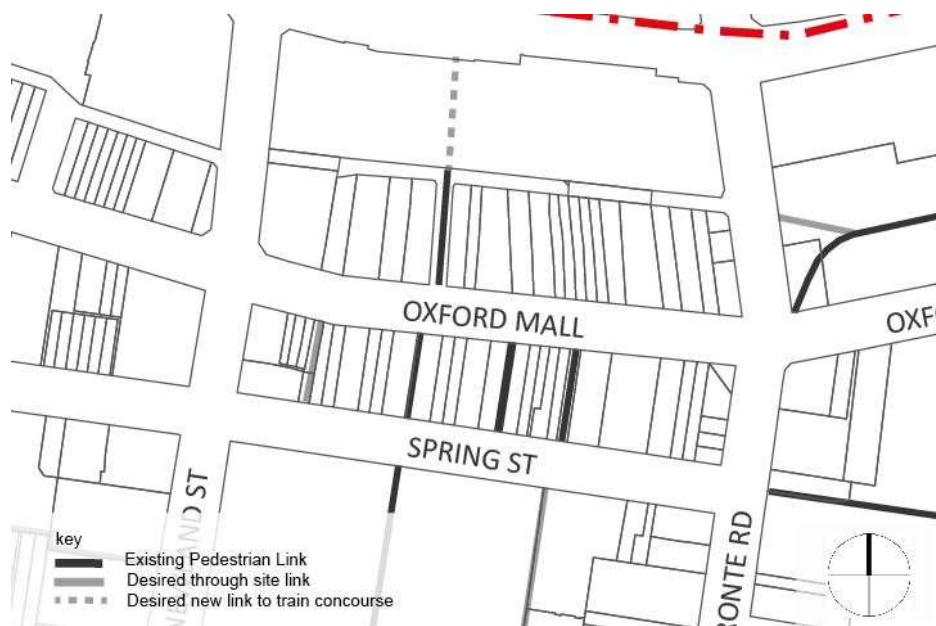 OXFORD MALL
OXFO
SPRING ST
ST
RONTE RD
key
Existing Pedestrian Link
Desired through site link
Desired new link to train concourse